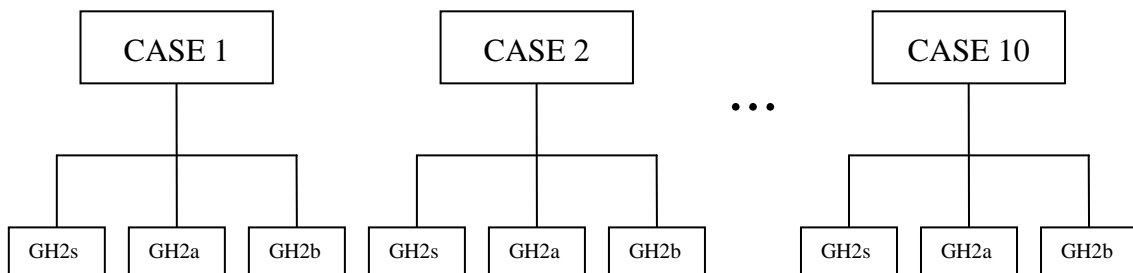 CASE 1 CASE 2 CASE 10
...
GH2s GH2a GH2b GH2s GH2a GH2b GH2s GH2a GH2b